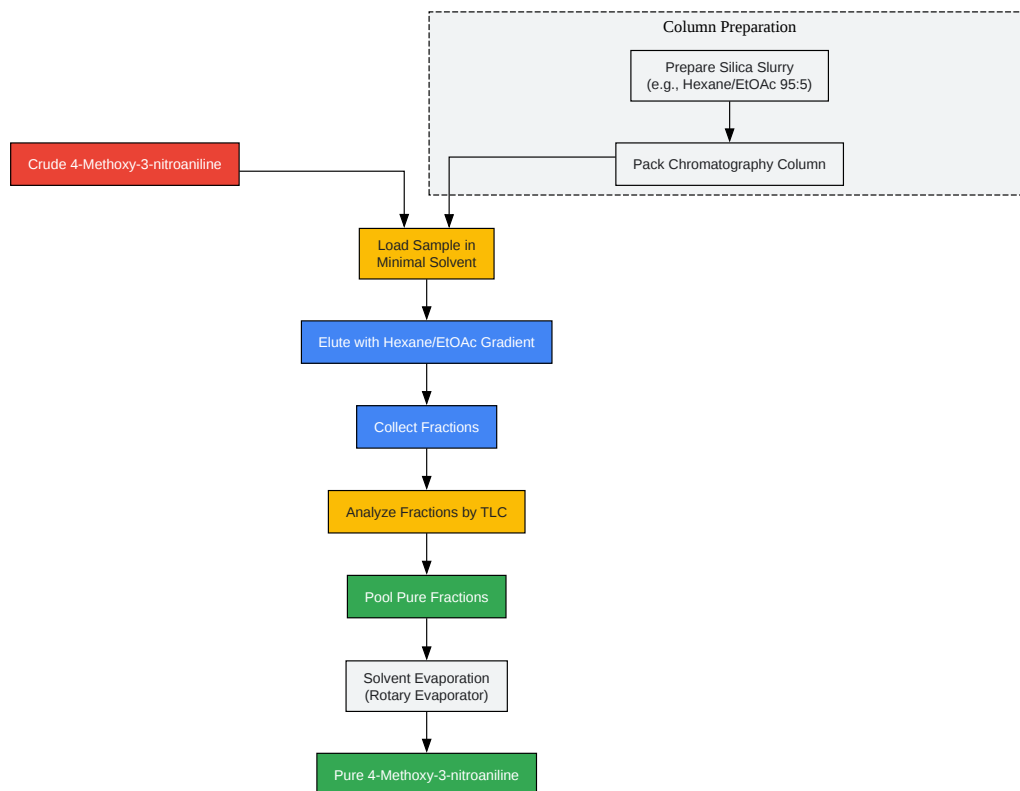 Column Preparation
Prepare Silica Slurry
(e.g., Hexane/EtOAc 95:5)
Crude 4-Methoxy-3-nitroaniline
Pack Chromatography Column
Load Sample in
Minimal Solvent
Elute with Hexane/EtOAc Gradient
Collect Fractions
Analyze Fractions by TLC
Pool Pure Fractions
Solvent Evaporation
(Rotary Evaporator)
Pure 4-Methoxy-3-nitroaniline